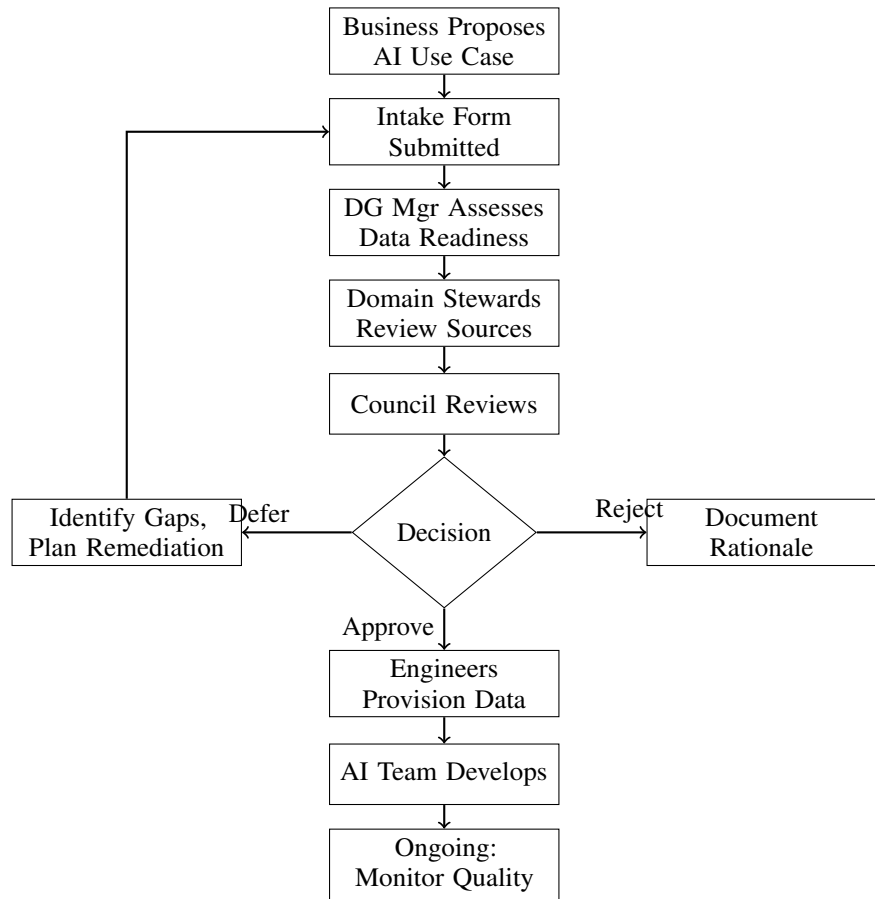 Business Proposes
AI Use Case
Intake Form
Submitted
DG Mgr Assesses
Data Readiness
Domain Stewards
Review Sources
Council Reviews
Identify Gaps,
Plan Remediation
Defer
Decision
Reject
Document
Rationale
Approve
Engineers
Provision Data
AI Team Develops
Ongoing:
Monitor Quality